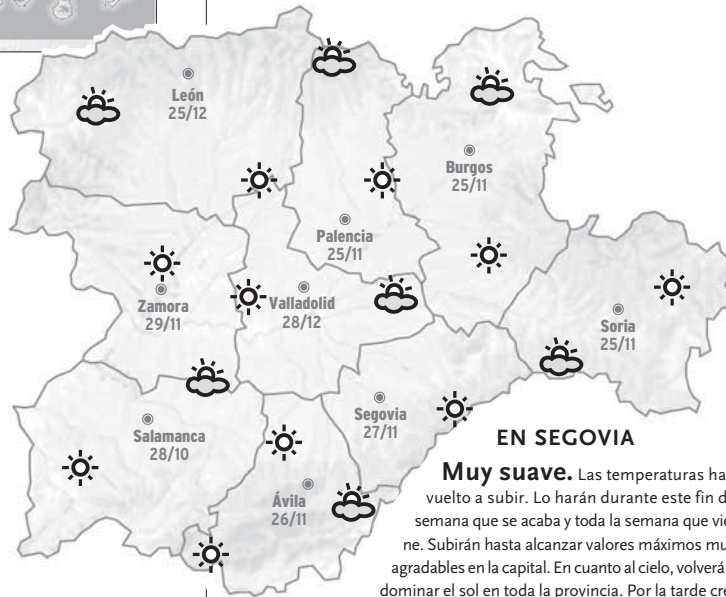 León
25/12
Burgos
25/11
Palencia
25/11
Zamora
29/11
Valladolid
28/12
Soria
25/11
Segovia
27/11
Salamanca
28/10
Ávila
26/11
EN SEGOVIA
Muy suave. Las temperaturas ha
vuelto a subir. Lo harán durante este fin d
semana que se acaba y toda la semana que vie
ne. Subirán hasta alcanzar valores máximos mu
agradables en la capital. En cuanto al cielo, volverá
dominar el sol en toda la provincia. Por la tarde cre